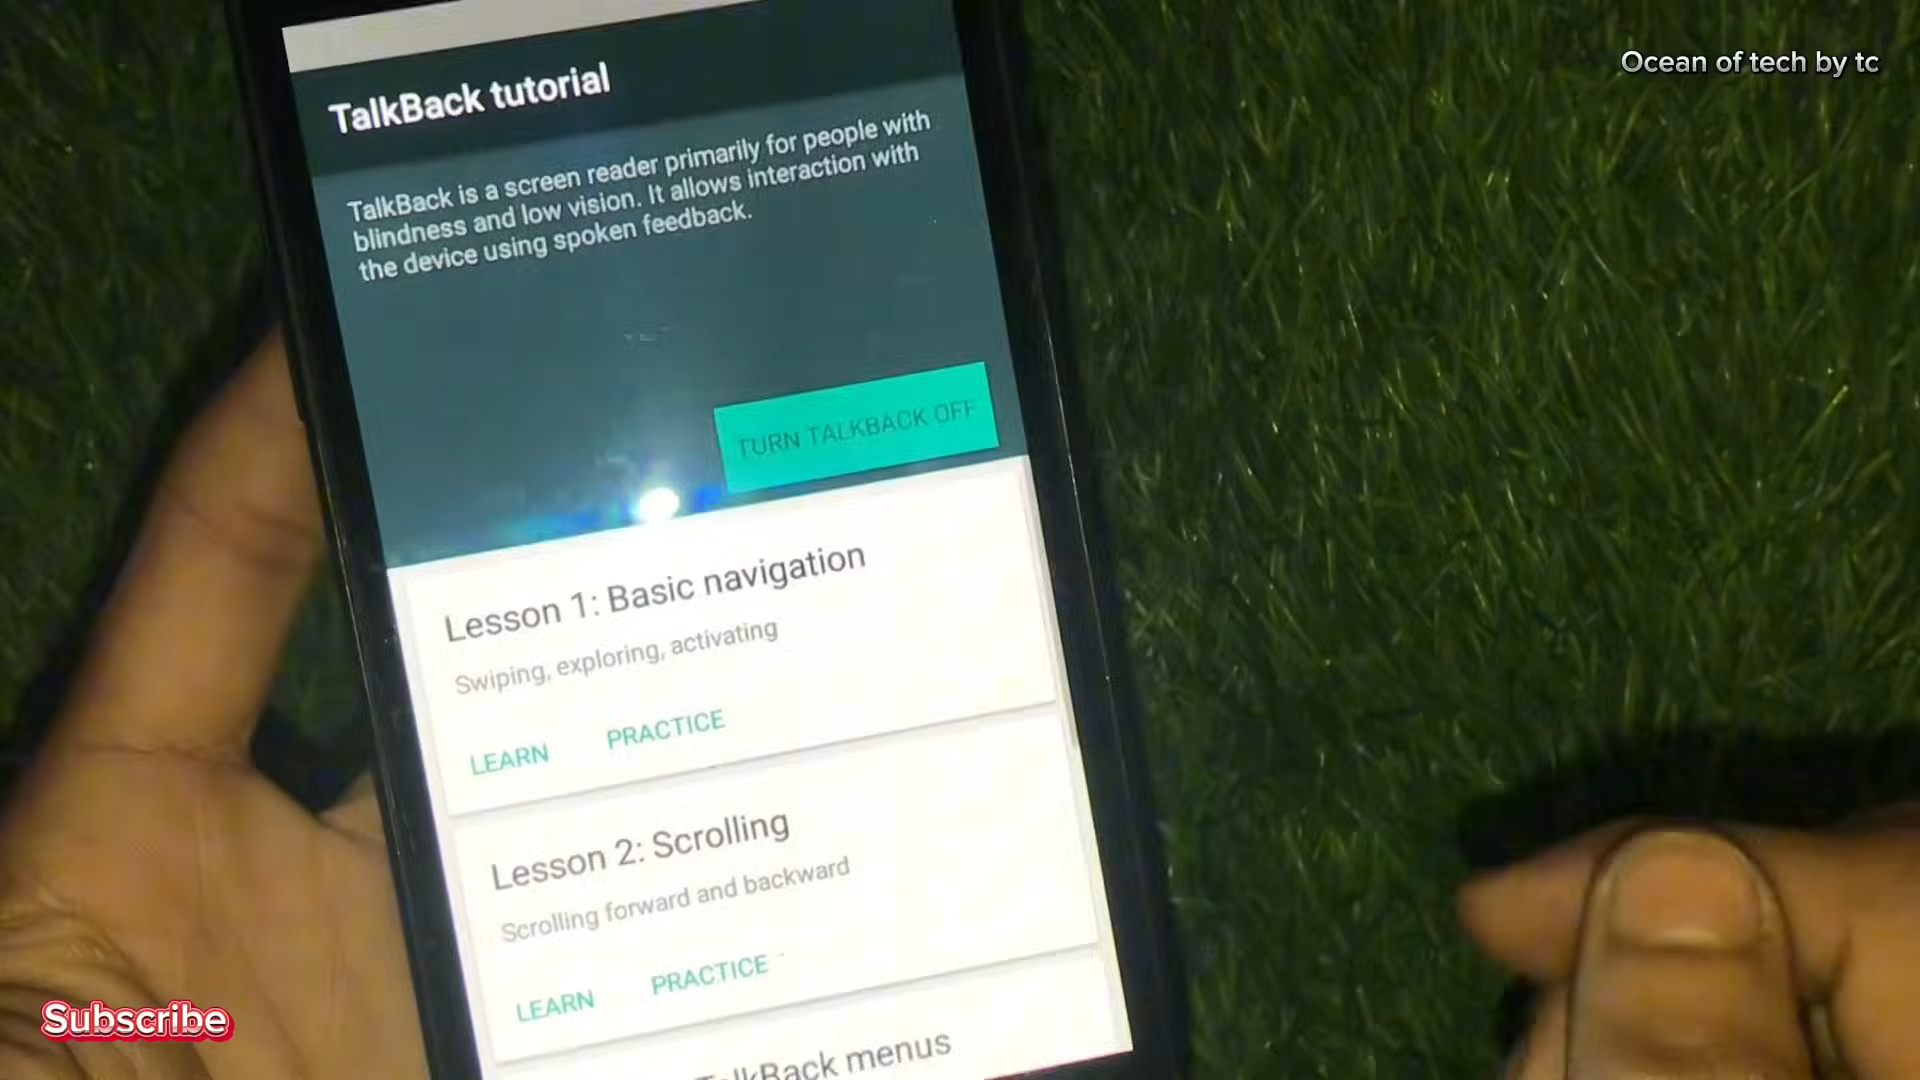 Ocean of tech by tc
TalkBack tutorial
TalkBack is a screen reader primarily for people with
blindness and low vision. It allows interaction with
the device using spoken feedback.
TURN TALKBACK OFF
Lesson 1: Basic navigation
Swiping, exploring, activating
LEARN PRACTICE
Lesson 2: Scrolling
Scrolling forward and backward
LEARN PRACTICE
TalkBack menus
Subscribe